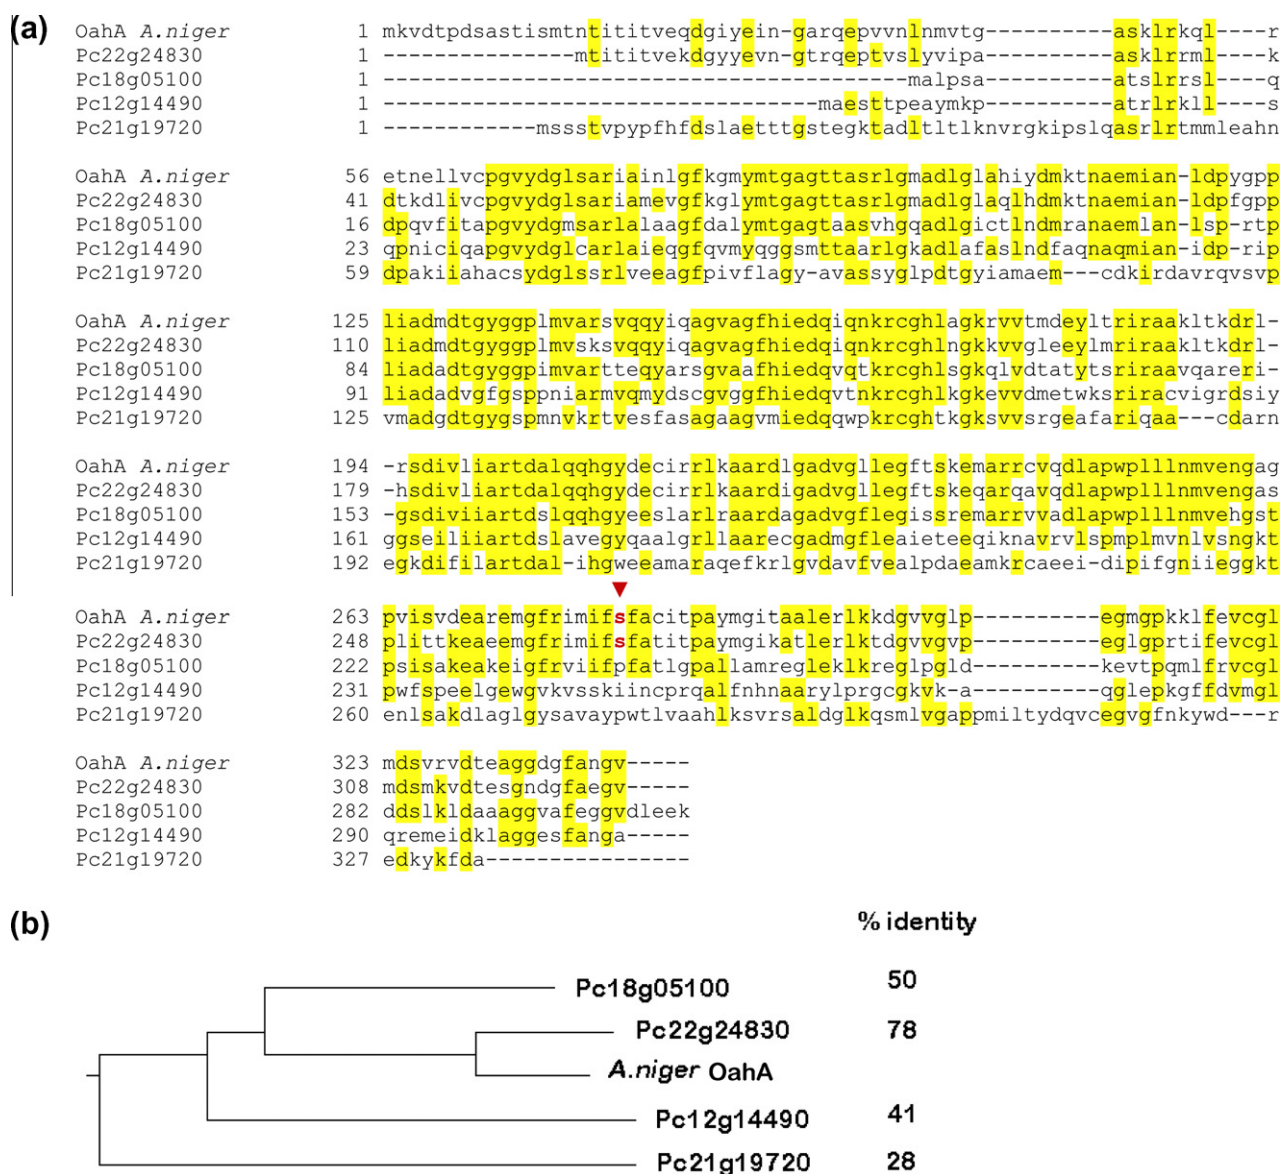 (a)
OahA A.niger 1 mkvdtpdsastismtntitititveqdgiyein-garqepvvnlnmvtg----------asklrkql----r
Pc22g24830 1 ---------------mtitititvekdgyyevn-gtrqeptvslyvipa----------asklrrml----k
Pc18g05100 1 -----------------------------------------malpsa-----------atslrrsl----q
Pc12g14490 1 ----------------------------------maesttpeaymkp-----------atrlrkll----s
Pc21g19720 1 ------------mssstvpypfhfdslaetttgstegktadltltlknvrgkipslqasrlrtmmleahn
OahA A.niger 56 etnellvcpgvydglsariainlgfkgmymtgagttasrlgmadlglahiydmktnaemian-ldpygpp
Pc22g24830 41 dtkdlivcpgvydglsariamevgfkglymtgagttasrlgmadlglaqlhdmktnaemian-ldpfgpp
Pc18g05100 16 dpqvfitapgvydgmsarlalaagfdalymtgagtaasvhgqadlgictlndmranaemlan-lsp-rtp
Pc12g14490 23 qpniciqapgvydglcarlaieqgfqvmyqggsmttaarlgkadlafaslndfaqnaqmian-idp-rip
Pc21g19720 59 dpakiiahacsydglssrlveeagfpivflagy-avassyglpdtgyiamaem---cdkirdavrqvsvp
OahA A.niger 125 liadmdtgyggplmvarsvqqyiqagvagfhiedqiqnkrcghlagkrvvtmdeyltriraakltkdrl-
Pc22g24830 110 liadmdtgyggplmvsksvqqyiqagvagfhiedqiqnkrcghlngkkvvgleeylmriraakltkdrl-
Pc18g05100 84 liadadtgyggpimvartteqyarsgvaafhiedqvqtkrcghlsgkqlvdtatytsriraavqareri-
Pc12g14490 91 liadadvgfgsppniarmvqmydscgvggfhiedqvtnkrcghlkgkevvdmetwksriracvigrdsiy
Pc21g19720 125 vmadgdtgygspmnvkrtvesfasagaagvmiedqqwpkrcghtkgksvvsrgeafariqaa---cdarn
OahA A.niger 194 -rsdivliartdalqqhgydecirrlkaardlgadvgllegftskemarrcvqdlapwplllnmvengag
Pc22g24830 179 -hsdivliartdalqqhgydecirrlkaardigadvgllegftskeqarqavqdlapwplllnmvengas
Pc18g05100 153 -gsdiviiartdslqqhgyeeslarlraardagadvgflegissremarrvvadlapwplllnmvehgst
Pc12g14490 161 ggseiliiartdslavegyqaalgrllaarecgadmgfleaieteeqiknavrvlspmplmvnlvsngkt
Pc21g19720 192 egkdifilartdal-ihgweeamaraqefkrlgvdavfvealpdaeamkrcaeei-dipifgniieggkt
OahA A.niger 263 pvisvdearemgfrimifsfacitpaymgitaalerlkkdgvvglp----------egmgpkklfevcgl
Pc22g24830 248 plittkeaeemgfrimifsfatitpaymgikatlerlktdgvvgvp----------eglgprtifevcgl
Pc18g05100 222 psisakeakeigfrviifpfatlgpallamregleklkreglpgld----------kevtpqmlfrvcgl
Pc12g14490 231 pwfspeelgewgvkvsskiincprqalfnhnaarylprgcgkvk-a----------qglepkgffdvmgl
Pc21g19720 260 enlsakdlaglgysavaypwtlvaahlksvrsaldglkqsmlvgappmiltydqvcegvgfnkywd---r
OahA A.niger 323 mdsvrvdteaggdgfangv-----
Pc22g24830 308 mdsmkvdtesgndgfaegv-----
Pc18g05100 282 ddslkldaaaggvafeggvdleek
Pc12g14490 290 qremeidklaggesfanga-----
Pc21g19720 327 edkykfda----------------
(b)
% identity
Pc18g05100 50
Pc22g24830 78
A.niger OahA
Pc12g14490 41
Pc21g19720 28